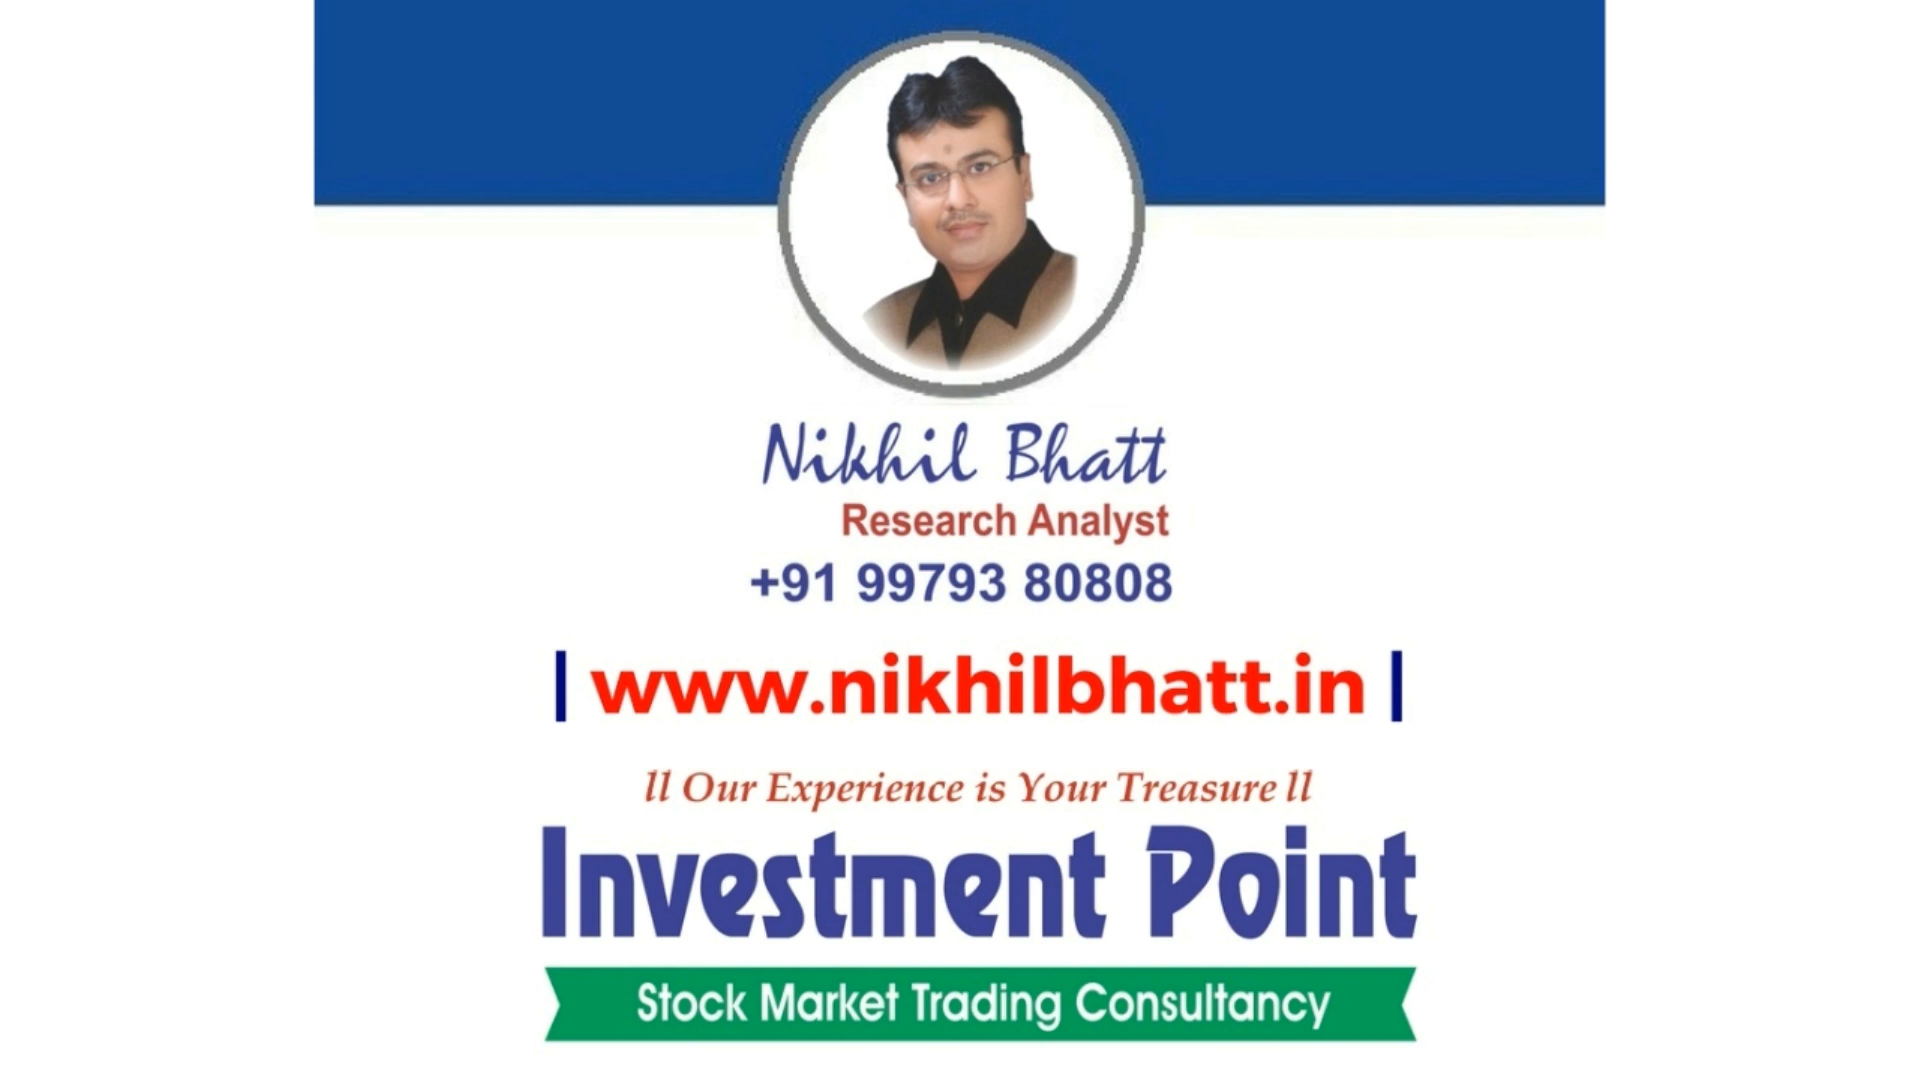 Nikhil Bhatt
Research Analyst
+91 99793 80808
| www.nikhilbhatt.in |
ll Our Experience is Your Treasure ll
Investment Point
Stock Market Trading Consultancy